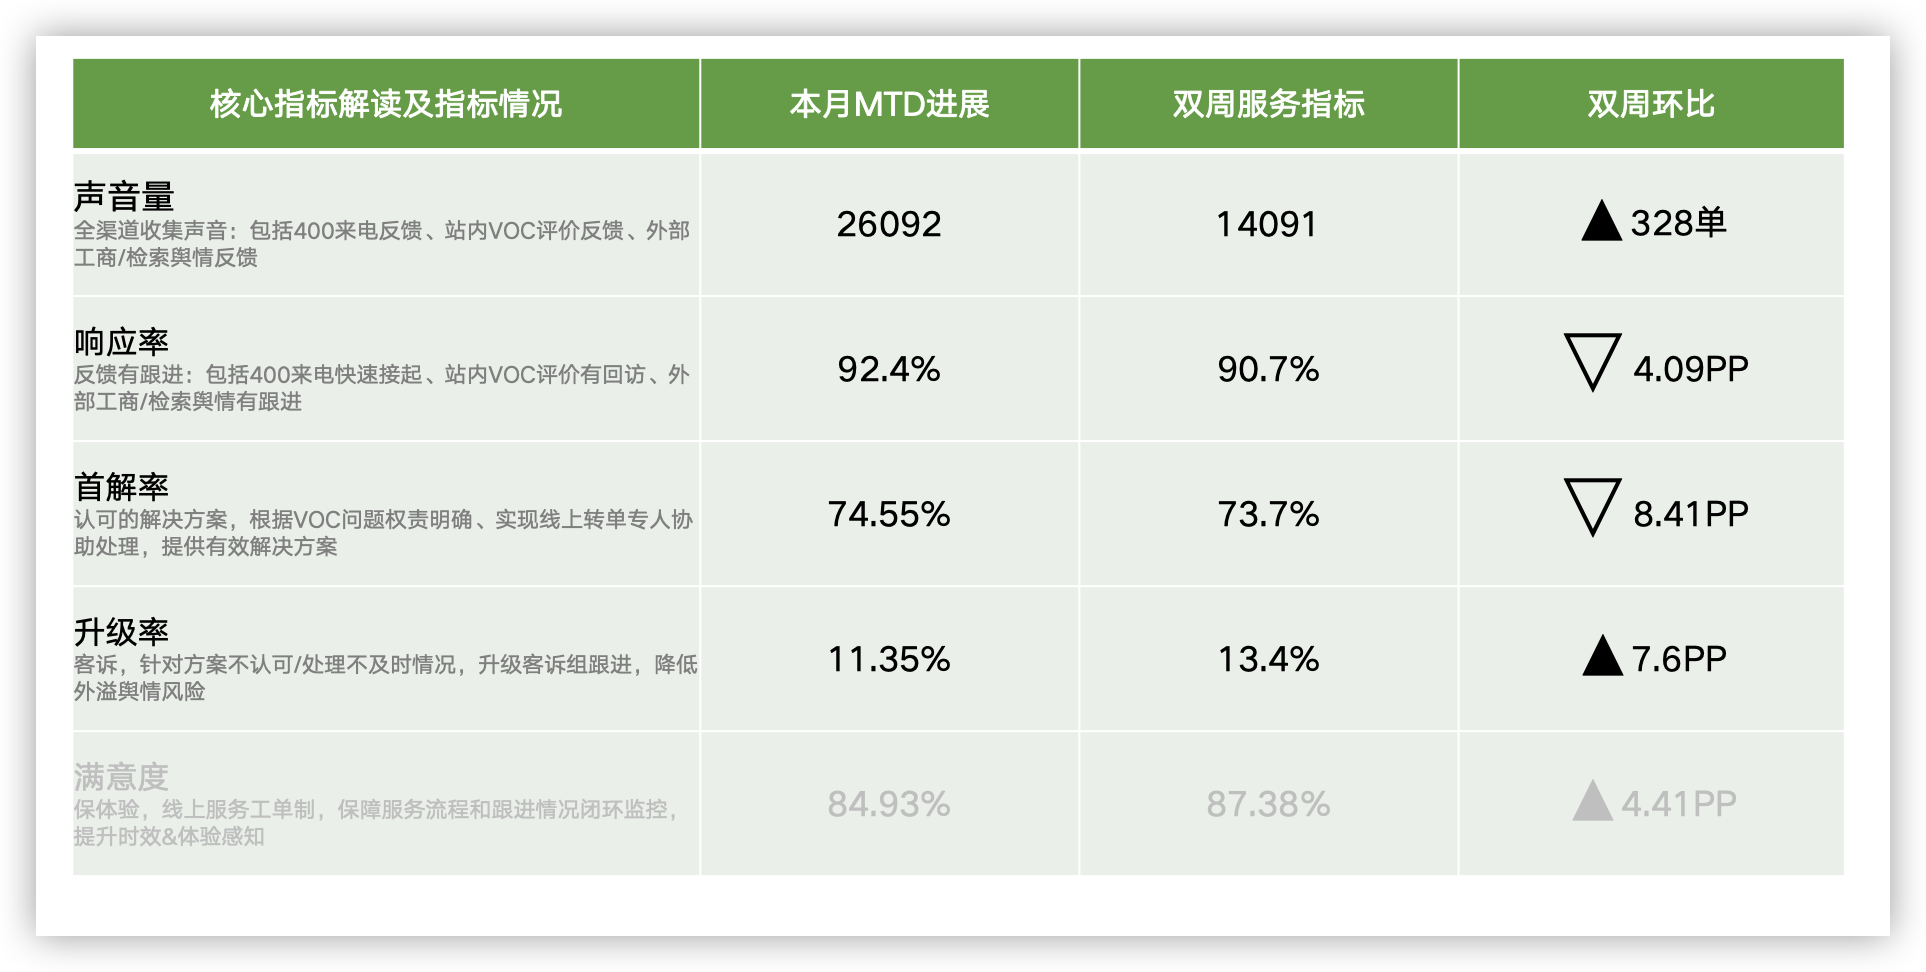 核心指标解读及指标情况
本月MTD进展
双周服务指标
双周环比
声音量
全渠道收集声音：包括400来电反馈、站内VOC评价反馈、外部
工商/检索舆情反馈
26092
14091
▲ 328单
响应率
反馈有跟进：包括400来电快速接起、站内VOC评价有回访、外
部工商/检索舆情有跟进
92.4%
90.7%
▽ 4.09PP
首解率
认可的解决方案，根据VOC问题权责明确、实现线上转单专人协
助处理，提供有效解决方案
74.55%
73.7%
▽ 8.41PP
升级率
客诉，针对方案不认可/处理不及时情况，升级客诉组跟进，降低
外溢舆情风险
11.35%
13.4%
▲ 7.6PP
满意度
保体验，线上服务工单制，保障服务流程和跟进情况闭环监控，
提升时效&体验感知
84.93%
87.38%
▲ 4.41PP